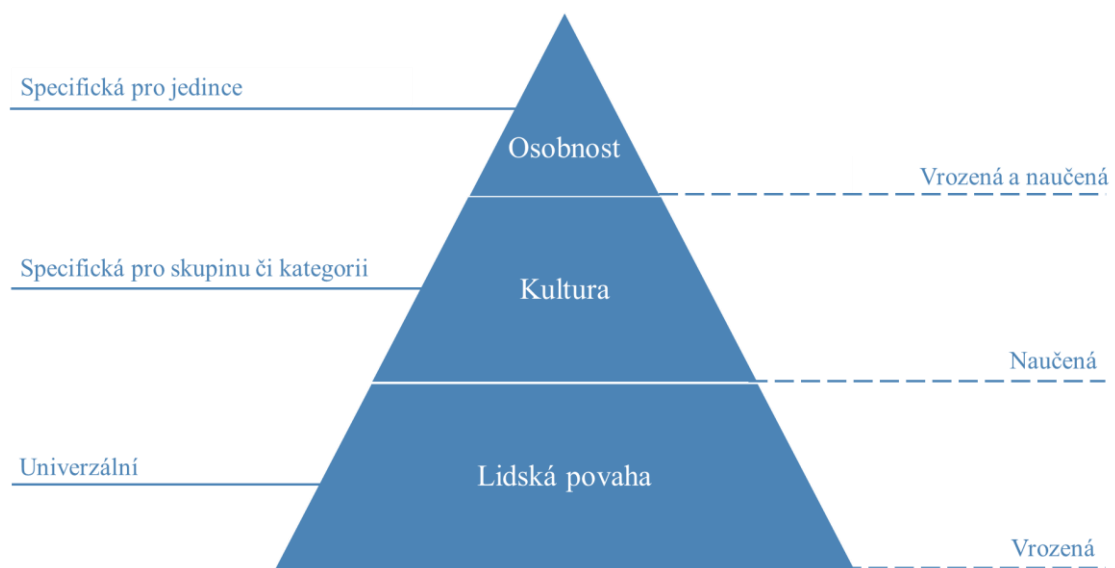 Specifická pro jedince
Osobnost
Vrozená a naučená
Specifická pro skupinu či kategorii
Kultura
Naučená
Univerzální
Lidská povaha
Vrozená